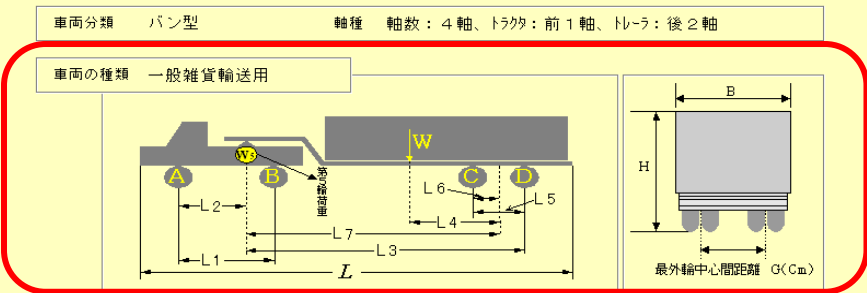 車両分類 バン型 軸種 軸数：４軸、ﾄﾗｸﾀ：前１軸、ﾄﾚｰﾗ：後２軸
車両の種類 一般雑貨輸送用
B
W
W5
H
A
B
C
D
第5輪荷重
L6
L5
L2
L4
L7
L3
L1
L
最外輪中心間距離 G(Cm)